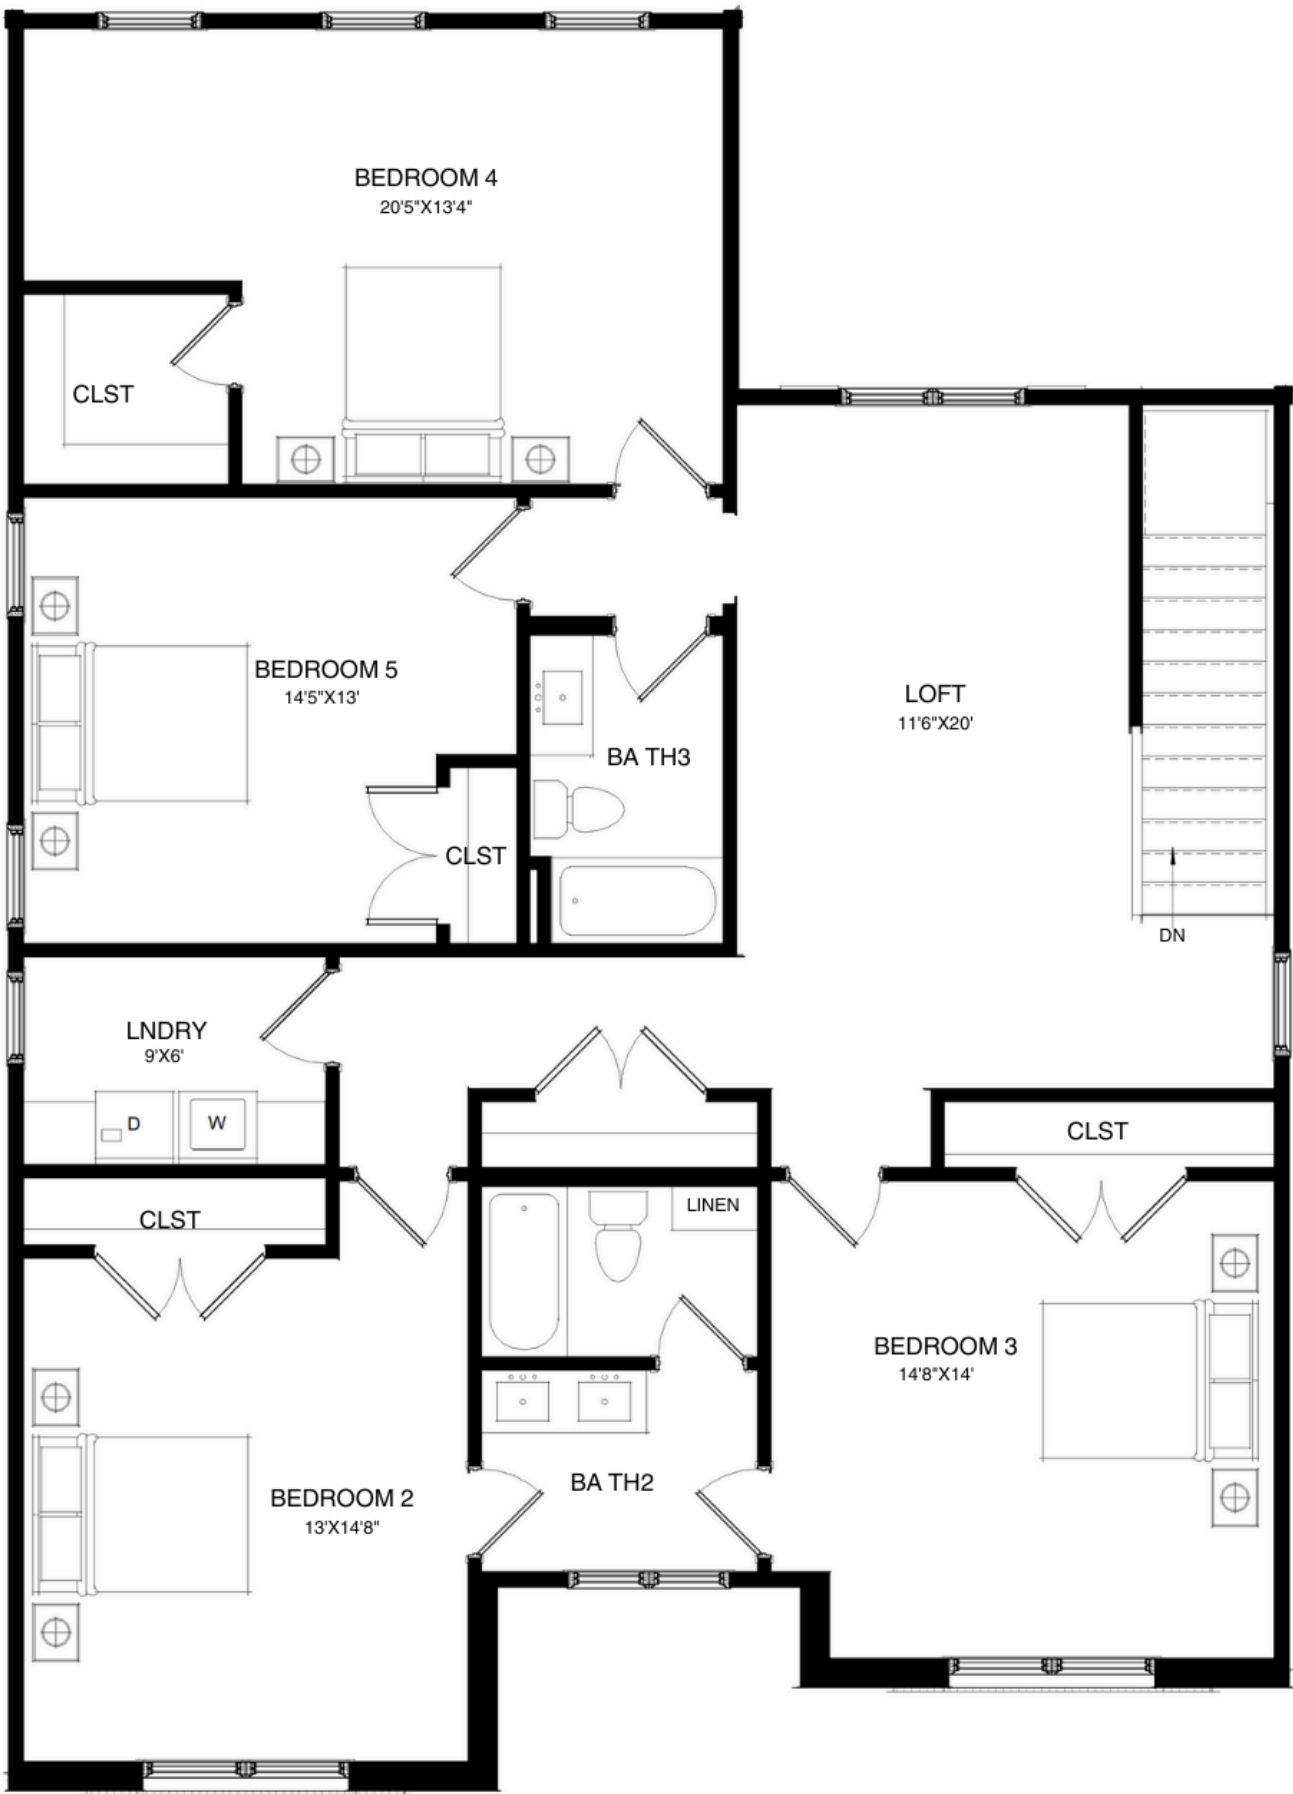 BEDROOM 4
20'5"X13'4"
CLST
BEDROOM 5
14'5"X13'
LOFT
11'6"X20'
BA TH3
CLST
DN
LNDRY
9'X6'
D
W
CLST
CLST
LINEN
BEDROOM 3
14'8"X14'
BA TH2
BEDROOM 2
13'X14'8"